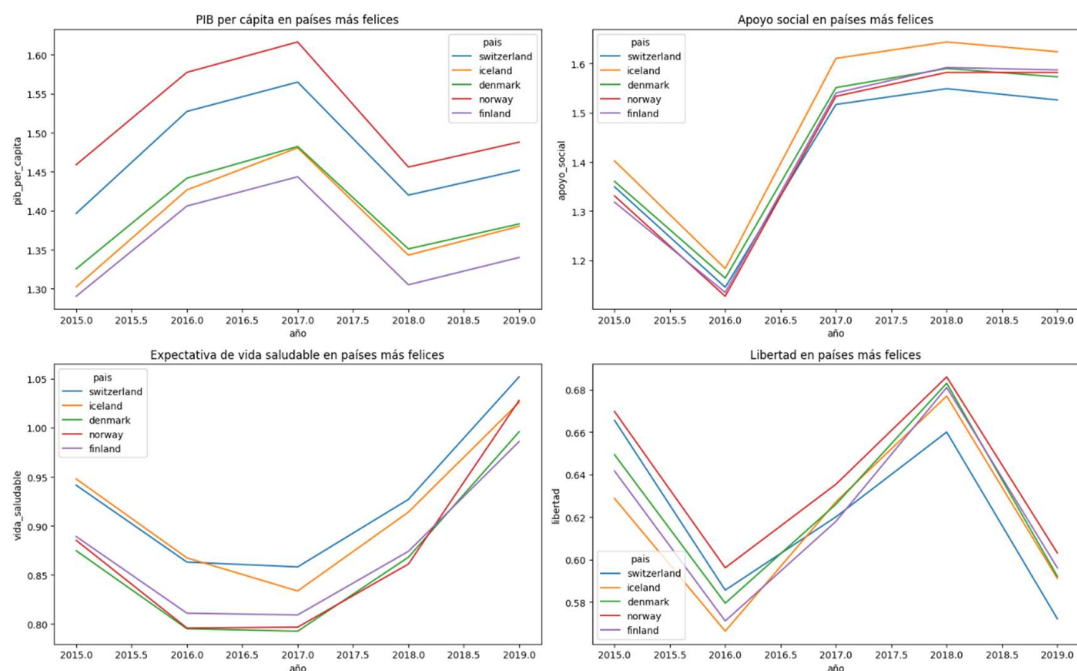 PIB per cápita en países más felices
1.60
1.55
1.50
1.45
1.40
1.35
1.30
pib_per_capita
pais
switzerland
iceland
denmark
norway
finland
2015.0 2015.5 2016.0 2016.5 2017.0 2017.5 2018.0 2018.5 2019.0
año
Apoyo social en países más felices
1.6
1.5
1.4
1.3
1.2
apoyo_social
pais
switzerland
iceland
denmark
norway
finland
2015.0 2015.5 2016.0 2016.5 2017.0 2017.5 2018.0 2018.5 2019.0
año
Expectativa de vida saludable en países más felices
1.05
1.00
0.95
0.90
0.85
0.80
vida_saludable
pais
switzerland
iceland
denmark
norway
finland
2015.0 2015.5 2016.0 2016.5 2017.0 2017.5 2018.0 2018.5 2019.0
año
Libertad en países más felices
0.68
0.66
0.64
0.62
0.60
0.58
libertad
pais
switzerland
iceland
denmark
norway
finland
2015.0 2015.5 2016.0 2016.5 2017.0 2017.5 2018.0 2018.5 2019.0
año